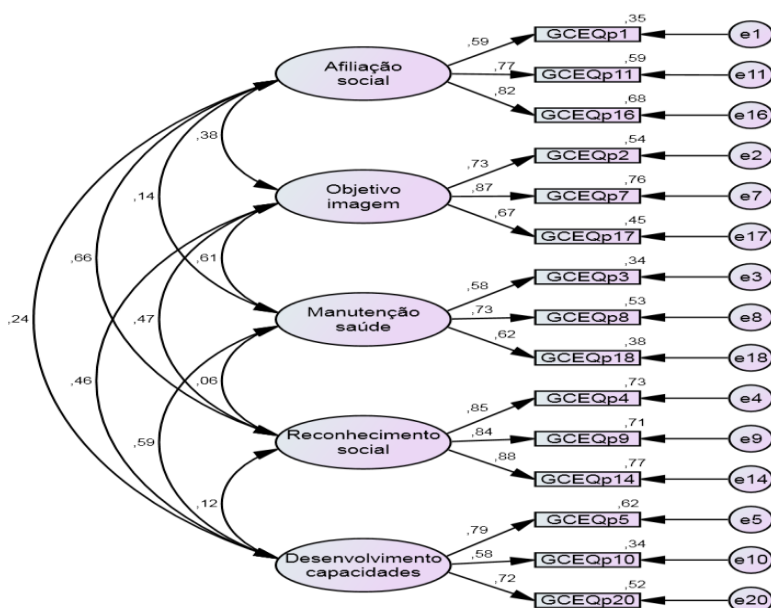 ,35
,59
GCEQp1
e1
Afiliação
social
,59
,77
GCEQp11
e11
,68
,82
GCEQp16
e16
,38
,54
,73
GCEQp2
e2
Objetivo
imagem
,76
,87
GCEQp7
e7
,14
,45
,67
GCEQp17
e17
,66
,61
,34
,58
GCEQp3
e3
,24
,47
Manutenção
saúde
,53
,73
GCEQp8
e8
,38
,62
GCEQp18
e18
,46
,06
,73
,85
GCEQp4
e4
,59
Reconhecimento
social
,71
,84
GCEQp9
e9
,77
,88
GCEQp14
e14
,12
,62
,79
GCEQp5
e5
Desenvolvimento
capacidades
,34
,58
GCEQp10
e10
,52
,72
GCEQp20
e20